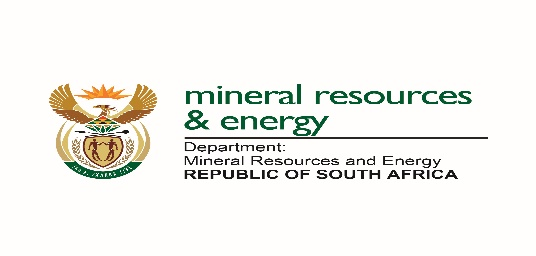 mineral resources
& energy
Department:
Mineral Resources and Energy
REPUBLIC OF SOUTH AFRICA